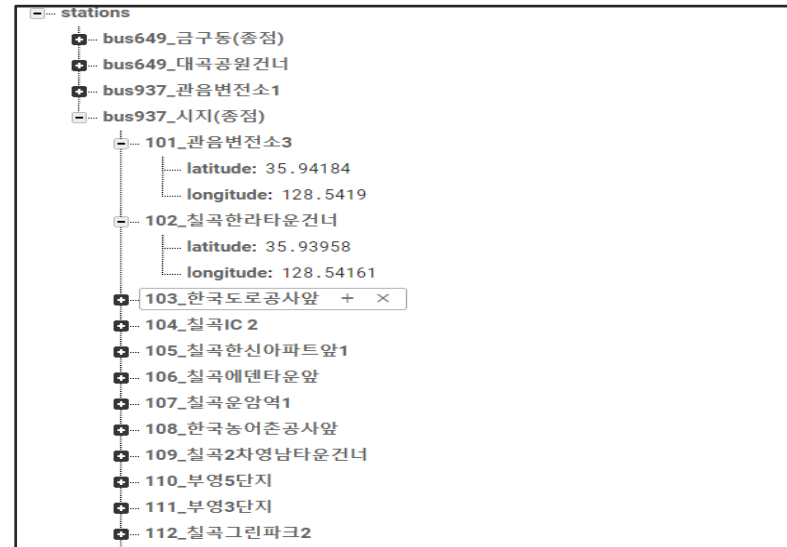 stations
bus649_금구동(종점)
bus649_대곡공원건너
bus937_관음변전소1
bus937_시지(종점)
101_관음변전소3
latitude: 35.94184
longitude: 128.5419
102_칠곡한라타운건너
latitude: 35.93958
longitude: 128.54161
103_한국도로공사앞 + ×
104_칠곡IC 2
105_칠곡한신아파트앞1
106_칠곡에덴타운앞
107_칠곡운암역1
108_한국농어촌공사앞
109_칠곡2차영남타운건너
110_부영5단지
111_부영3단지
112_칠곡그린파크2